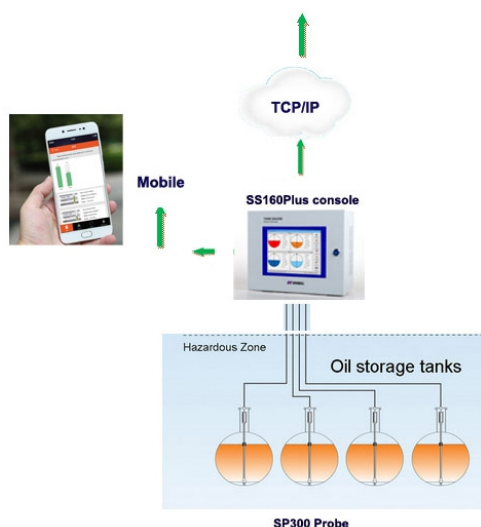 TCP/IP
Mobile
SS160Plus console
Hazardous Zone
Oil storage tanks
SP300 Probe